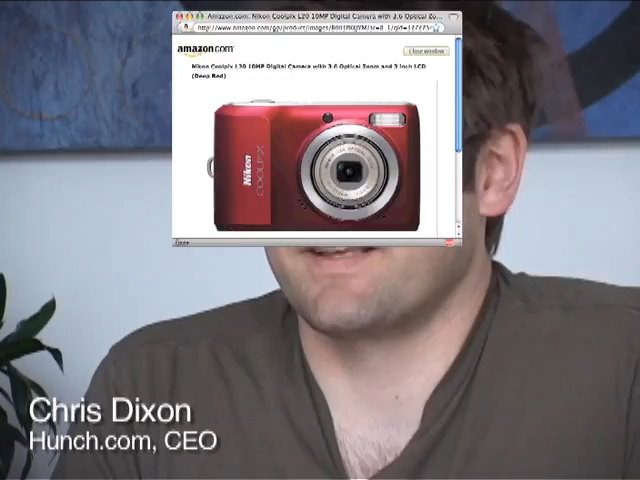 Amazon.com: Nikon Coolpix L20 10MP Digital Camera with 3.6 Optical Zo...
amazon.com
Close window
Nikon Coolpix L20 10MP Digital Camera with 3.6 Optical Zoom and 3 inch LCD
(Deep Red)
Nikon
COOLPIX
Done
Chris Dixon
Hunch.com, CEO